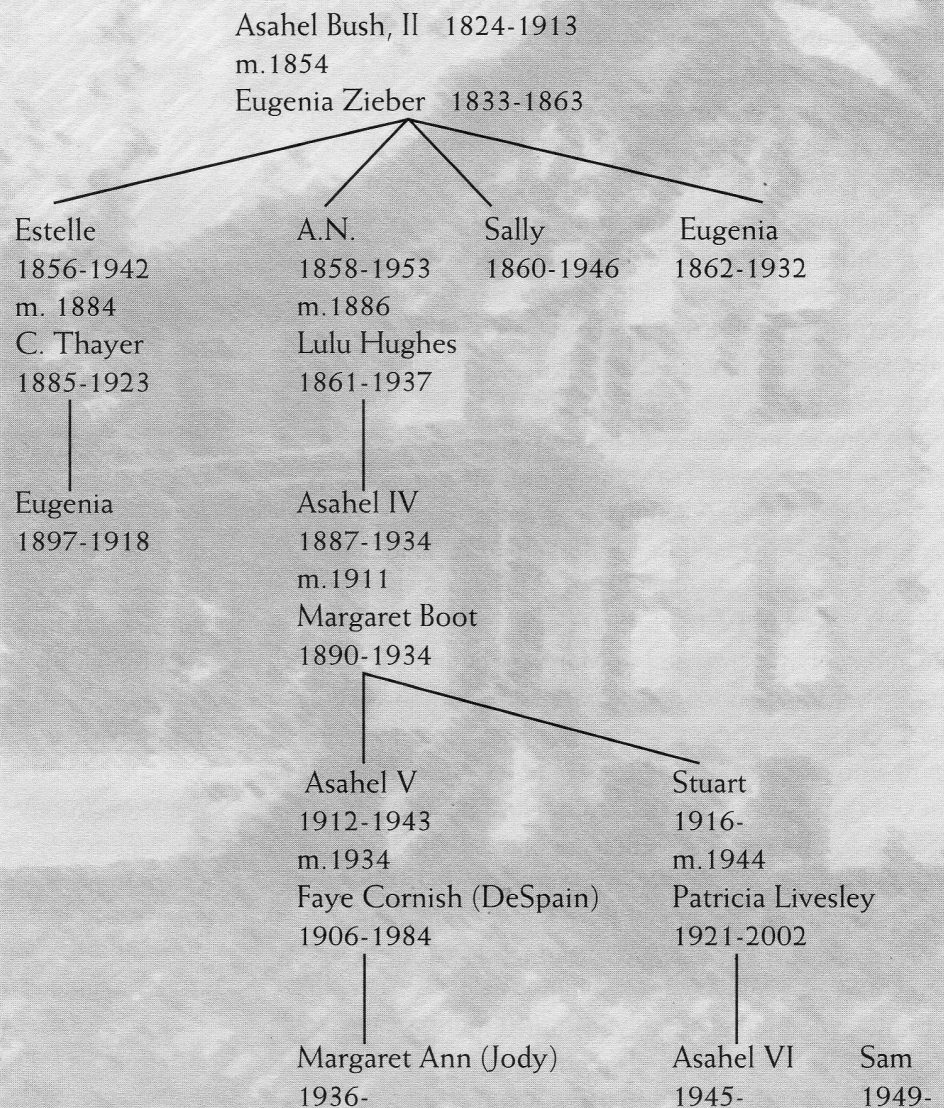 Asahel Bush, II 1824-1913
m.1854
Eugenia Zieber 1833-1863
Estelle A.N. Sally Eugenia
1856-1942 1858-1953 1860-1946 1862-1932
m. 1884 m.1886
C. Thayer Lulu Hughes
1885-1923 1861-1937
Eugenia Asahel IV
1897-1918 1887-1934
m.1911
Margaret Boot
1890-1934
Asahel V Stuart
1912-1943 1916-
m.1934 m.1944
Faye Cornish (DeSpain) Patricia Livesley
1906-1984 1921-2002
Margaret Ann (Jody) Asahel VI Sam
1936- 1945- 1949-